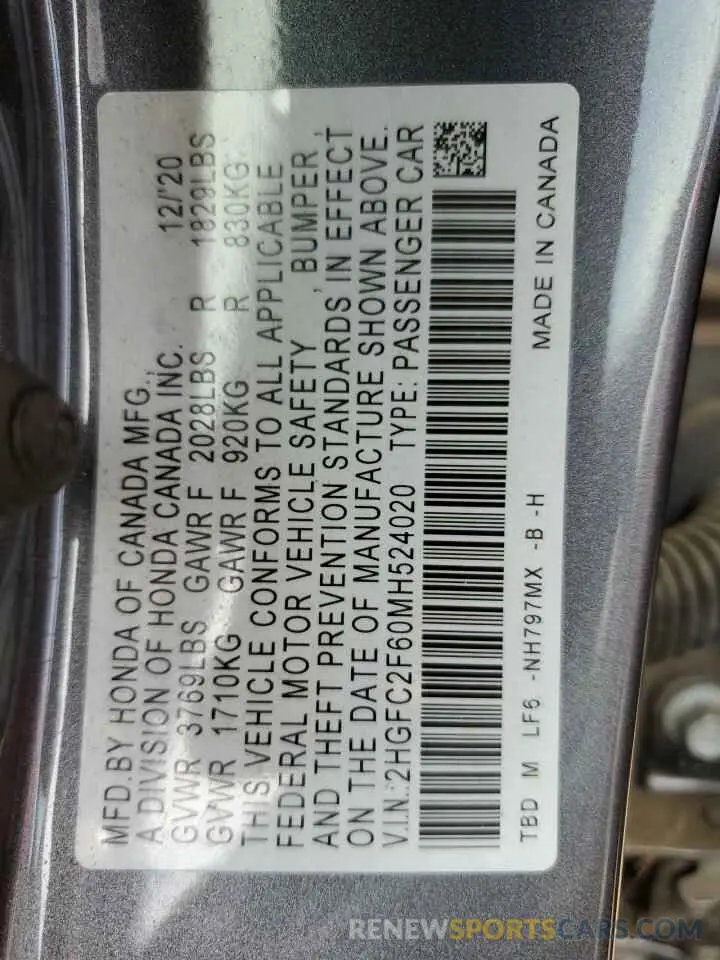 MFD.BY HONDA OF CANADA MFG.,
A DIVISION OF HONDA CANADA INC. 12/'20
GVWR 3769LBS GAWR F 2028LBS R 1829LBS
GVWR 1710KG GAWR F 920KG R 830KG.
THIS VEHICLE CONFORMS TO ALL APPLICABLE
FEDERAL MOTOR VEHICLE SAFETY , BUMPER ,
AND THEFT PREVENTION STANDARDS IN EFFECT
ON THE DATE OF MANUFACTURE SHOWN ABOVE.
V.I.N.:2HGFC2F60MH524020 TYPE: PASSENGER CAR
TBD M LF6 -NH797MX -B -H MADE IN CANADA
RENEWSPORTSCARS.COM